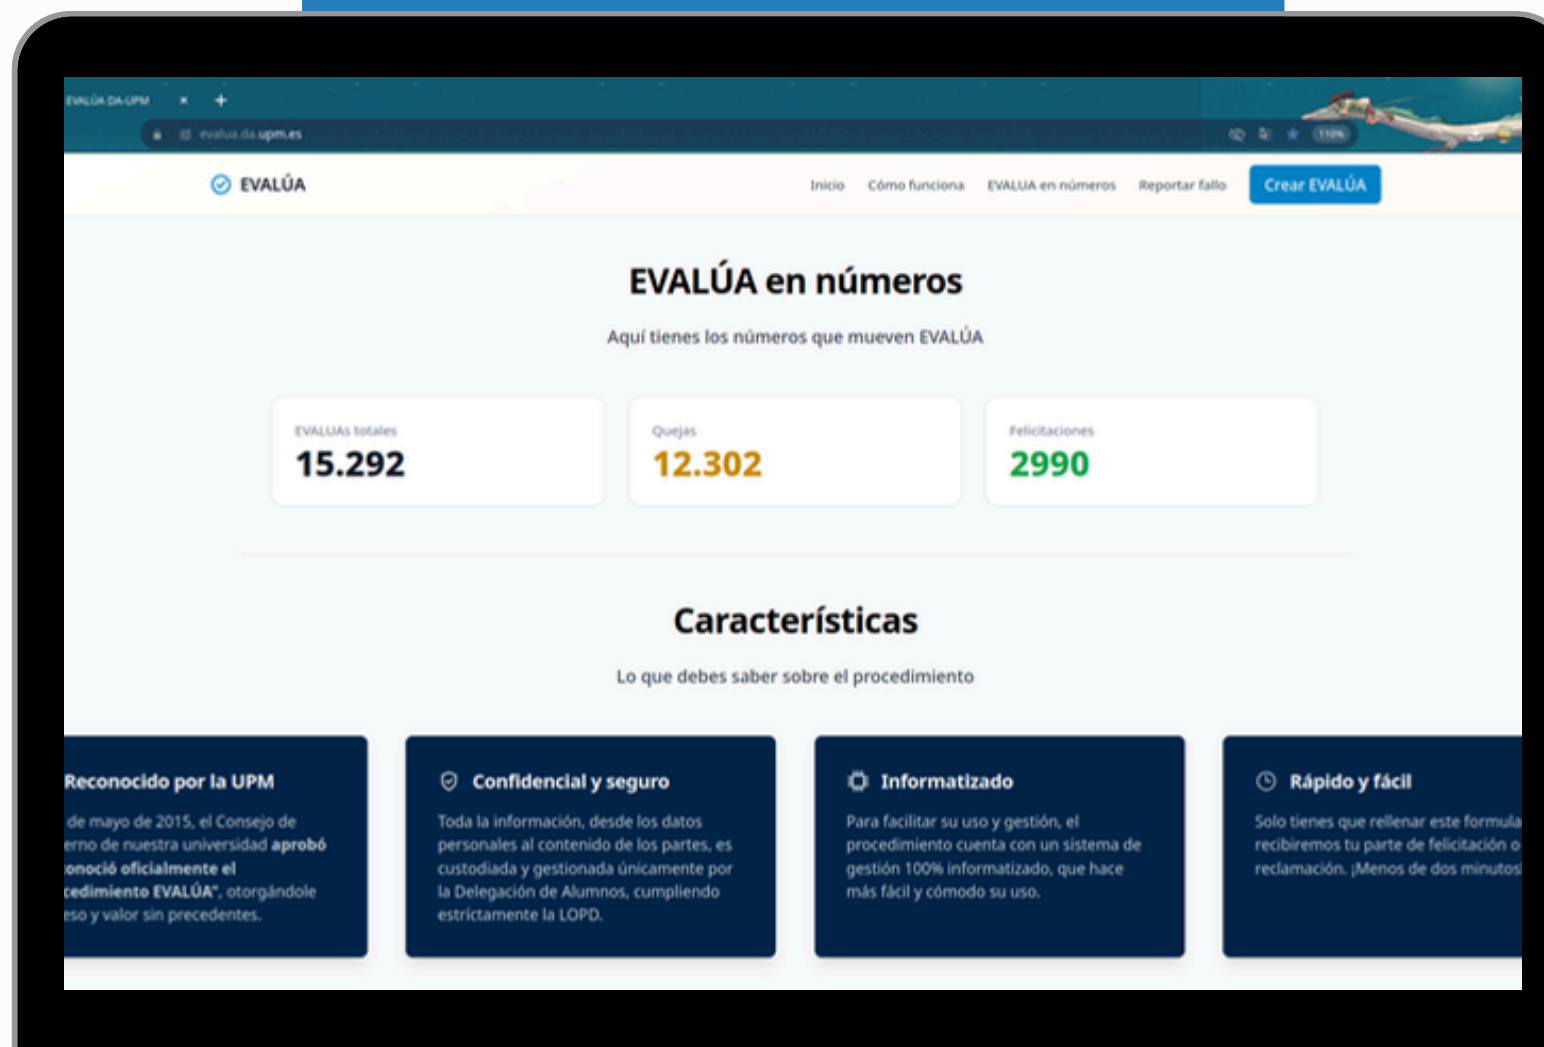 EVALÚA DA-UPM
evalua.da.upm.es
110%
EVALÚA
Inicio
Cómo funciona
EVALUA en números
Reportar fallo
Crear EVALÚA
EVALÚA en números
Aquí tienes los números que mueven EVALÚA
EVALUAs totales
15.292
Quejas
12.302
Felicitaciones
2990
Características
Lo que debes saber sobre el procedimiento
Reconocido por la UPM
de mayo de 2015, el Consejo de
erno de nuestra universidad aprobó
onoció oficialmente el
cedimiento EVALÚA", otorgándole
eso y valor sin precedentes.
Confidencial y seguro
Toda la información, desde los datos
personales al contenido de los partes, es
custodiada y gestionada únicamente por
la Delegación de Alumnos, cumpliendo
estrictamente la LOPD.
Informatizado
Para facilitar su uso y gestión, el
procedimiento cuenta con un sistema de
gestión 100% informatizado, que hace
más fácil y cómodo su uso.
Rápido y fácil
Solo tienes que rellenar este formula
recibiremos tu parte de felicitación o
reclamación. ¡Menos de dos minutos